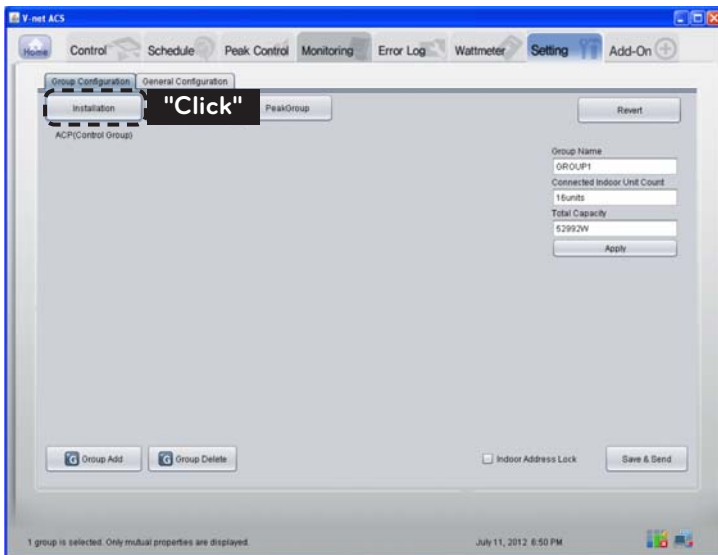 V-net ACS
Home Control Schedule Peak Control Monitoring Error Log Wattmeter Setting Add-On
Group Configuration General Configuration
Installation "Click" PeakGroup Revert
ACP(Control Group)
Group Name
GROUP1
Connected Indoor Unit Count
16units
Total Capacity
52992W
Apply
G Group Add G Group Delete Indoor Address Lock Save & Send
1 group is selected. Only mutual properties are displayed. July 11, 2012 6:50 PM